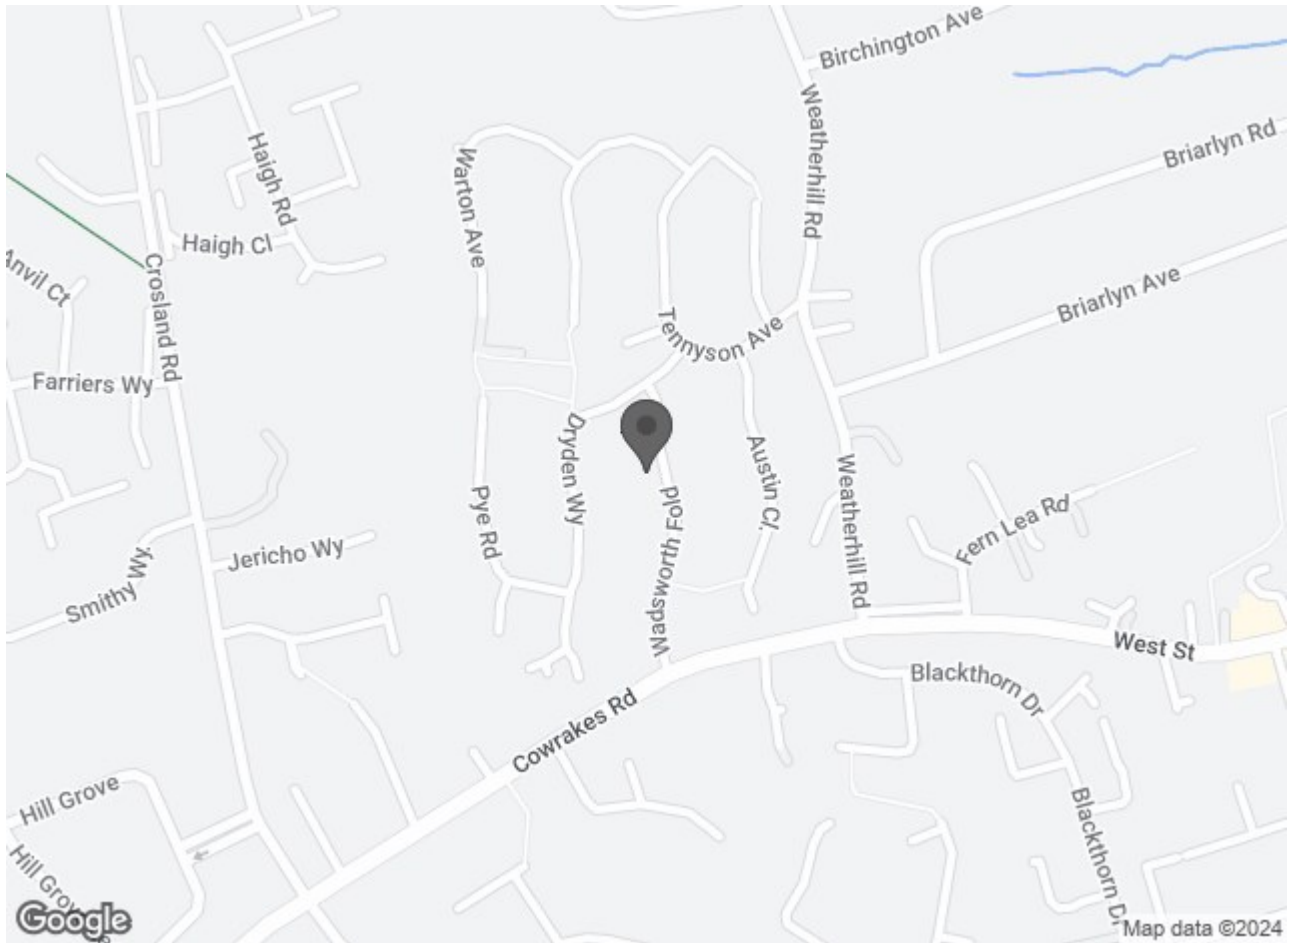 Birchington Ave
Weatherhill Rd
Haigh Rd
Briarlyn Rd
Warton Ave
Haigh Cl
Anvil Ct
Crosland Rd
Briarlyn Ave
Tennyson Ave
Farriers Wy
Dryden Wy
Austin Cl
Weatherhill Rd
Pye Rd
Wadsworth Fold
Fern Lea Rd
Jericho Wy
Smithy Wy
West St
Blackthorn Dr
Cowrakes Rd
Hill Grove
Blackthorn Dr
Hill Grove
Google
Map data ©2024